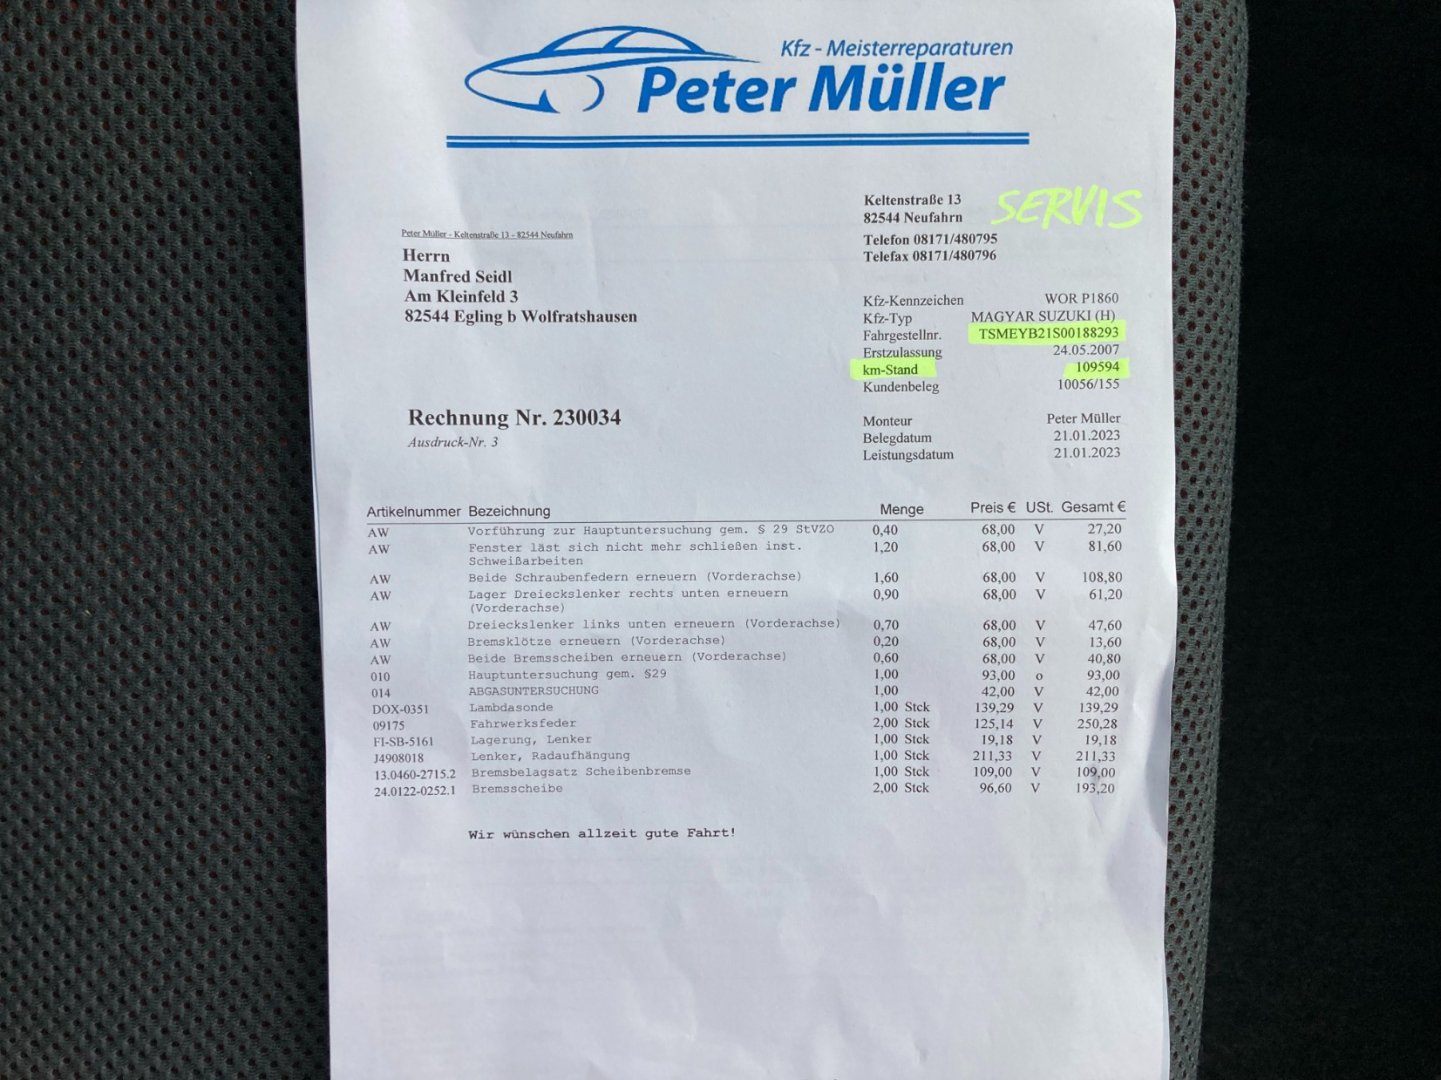 Kfz - Meisterreparaturen
Peter Müller
Keltenstraße 13
82544 Neufahrn
SERVIS
Telefon 08171/480795
Telefax 08171/480796
Peter Müller - Keltenstraße 13 - 82544 Neufahrn
Herrn
Manfred Seidl
Am Kleinfeld 3
82544 Egling b Wolfratshausen
Kfz-Kennzeichen WOR P1860
Kfz-Typ MAGYAR SUZUKI (H)
Fahrgestellnr. TSMEYB21S00188293
Erstzulassung 24.05.2007
km-Stand 109594
Kundenbeleg 10056/155
Rechnung Nr. 230034
Ausdruck-Nr. 3
Monteur Peter Müller
Belegdatum 21.01.2023
Leistungsdatum 21.01.2023
Artikelnummer Bezeichnung Menge Preis € USt. Gesamt €
AW Vorführung zur Hauptuntersuchung gem. § 29 StVZO 0,40 68,00 V 27,20
AW Fenster läst sich nicht mehr schließen inst. 1,20 68,00 V 81,60
Schweißarbeiten
AW Beide Schraubenfedern erneuern (Vorderachse) 1,60 68,00 V 108,80
AW Lager Dreieckslenker rechts unten erneuern 0,90 68,00 V 61,20
(Vorderachse)
AW Dreieckslenker links unten erneuern (Vorderachse) 0,70 68,00 V 47,60
AW Bremsklötze erneuern (Vorderachse) 0,20 68,00 V 13,60
AW Beide Bremsscheiben erneuern (Vorderachse) 0,60 68,00 V 40,80
010 Hauptuntersuchung gem. §29 1,00 93,00 o 93,00
014 ABGASUNTERSUCHUNG 1,00 42,00 V 42,00
DOX-0351 Lambdasonde 1,00 Stck 139,29 V 139,29
09175 Fahrwerksfeder 2,00 Stck 125,14 V 250,28
FI-SB-5161 Lagerung, Lenker 1,00 Stck 19,18 V 19,18
J4908018 Lenker, Radaufhängung 1,00 Stck 211,33 V 211,33
13.0460-2715.2 Bremsbelagsatz Scheibenbremse 1,00 Stck 109,00 V 109,00
24.0122-0252.1 Bremsscheibe 2,00 Stck 96,60 V 193,20
Wir wünschen allzeit gute Fahrt!